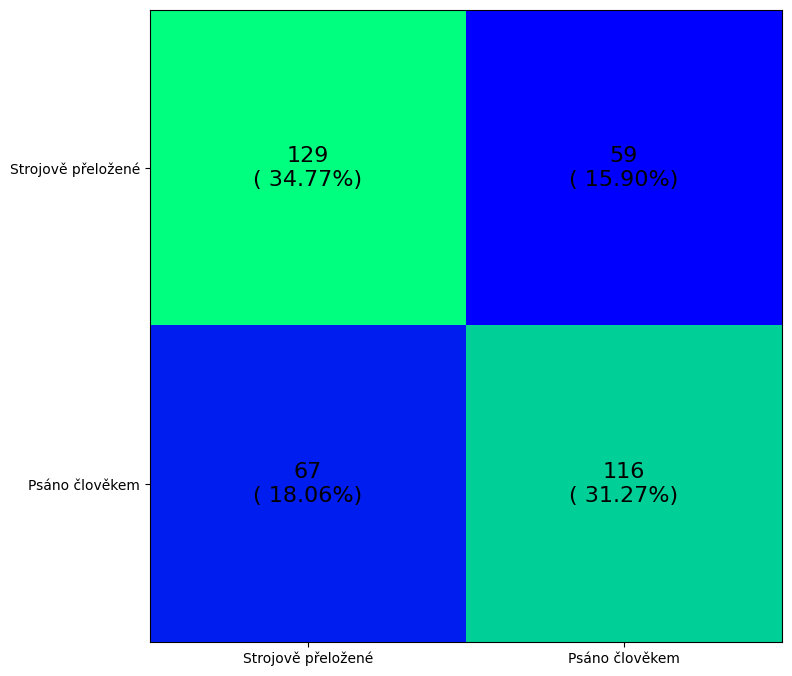 129
( 34.77%)
59
( 15.90%)
Strojově přeložené
67
( 18.06%)
116
( 31.27%)
Psáno člověkem
Strojově přeložené
Psáno člověkem